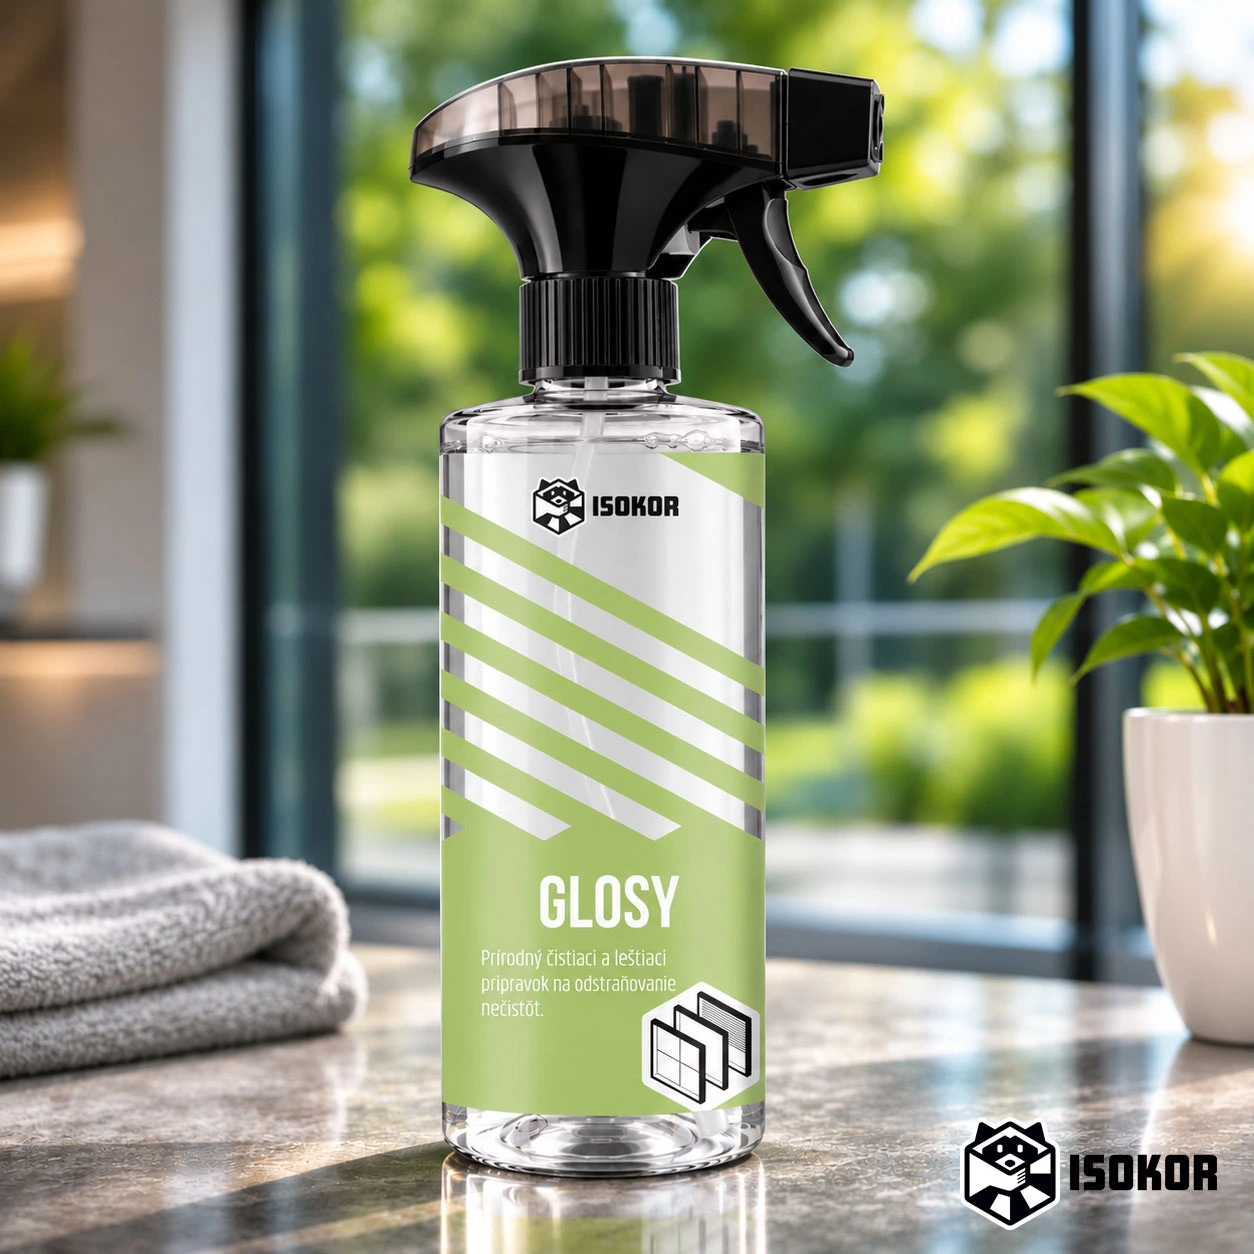 ISOKOR
GLOSY
Prírodný čistiaci a leštiaci
prípravok na odstraňovanie
nečistôt.
ISOKOR